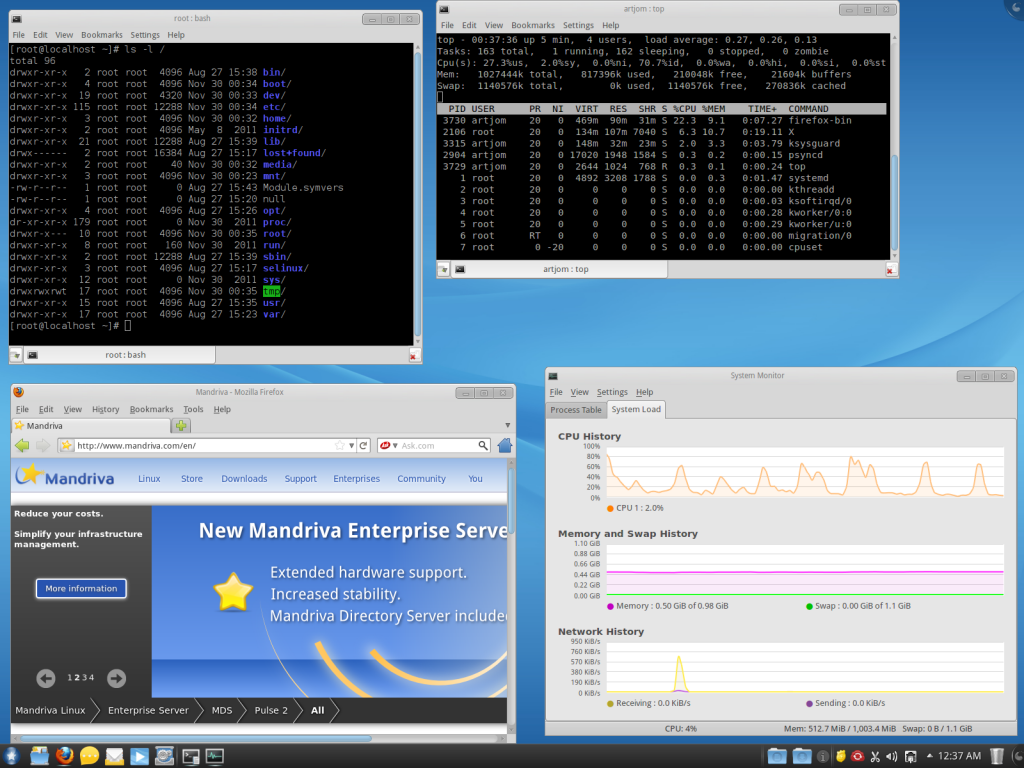 root : bash
File Edit View Bookmarks Settings Help
[root@localhost ~]# ls -l /
total 96
drwxr-xr-x 2 root root 4096 Aug 27 15:38 bin/
drwxr-xr-x 4 root root 4096 Nov 30 00:34 boot/
drwxr-xr-x 19 root root 4320 Nov 30 00:33 dev/
drwxr-xr-x 115 root root 12288 Nov 30 00:34 etc/
drwxr-xr-x 3 root root 4096 Nov 30 00:32 home/
drwxr-xr-x 2 root root 4096 May 8 2011 initrd/
drwxr-xr-x 21 root root 12288 Aug 27 15:39 lib/
drwx------ 2 root root 16384 Aug 27 15:17 lost+found/
drwxr-xr-x 2 root root 40 Nov 30 00:32 media/
drwxr-xr-x 3 root root 4096 Nov 30 00:23 mnt/
-rw-r--r-- 1 root root 0 Aug 27 15:43 Module.symvers
-rw-r--r-- 1 root root 0 Aug 27 15:20 null
drwxr-xr-x 4 root root 4096 Aug 27 15:26 opt/
dr-xr-xr-x 179 root root 0 Nov 30 2011 proc/
drwxr-x--- 10 root root 4096 Nov 30 00:35 root/
drwxr-xr-x 8 root root 160 Nov 30 2011 run/
drwxr-xr-x 2 root root 12288 Aug 27 15:39 sbin/
drwxr-xr-x 3 root root 4096 Aug 27 15:17 selinux/
drwxr-xr-x 12 root root 0 Nov 30 2011 sys/
drwxrwxrwt 17 root root 4096 Nov 30 00:35 tmp/
drwxr-xr-x 15 root root 4096 Aug 27 15:35 usr/
drwxr-xr-x 17 root root 4096 Aug 27 15:23 var/
[root@localhost ~]#
root : bash
artjom : top
File Edit View Bookmarks Settings Help
top - 00:37:36 up 5 min, 4 users, load average: 0.27, 0.26, 0.13
Tasks: 163 total, 1 running, 162 sleeping, 0 stopped, 0 zombie
Cpu(s): 27.3%us, 2.0%sy, 0.0%ni, 70.7%id, 0.0%wa, 0.0%hi, 0.0%si, 0.0%st
Mem: 1027444k total, 817396k used, 210048k free, 21604k buffers
Swap: 1140576k total, 0k used, 1140576k free, 270836k cached
PID USER PR NI VIRT RES SHR S %CPU %MEM TIME+ COMMAND
3730 artjom 20 0 469m 90m 31m S 22.3 9.1 0:07.27 firefox-bin
2106 root 20 0 134m 107m 7040 S 6.3 10.7 0:19.11 X
3315 artjom 20 0 148m 32m 23m S 2.0 3.3 0:03.79 ksysguard
2904 artjom 20 0 17020 1948 1584 S 0.3 0.2 0:00.15 psyncd
3729 artjom 20 0 2644 1024 768 R 0.3 0.1 0:00.24 top
1 root 20 0 4892 3208 1788 S 0.0 0.3 0:01.47 systemd
2 root 20 0 0 0 0 S 0.0 0.0 0:00.00 kthreadd
3 root 20 0 0 0 0 S 0.0 0.0 0:00.03 ksoftirqd/0
4 root 20 0 0 0 0 S 0.0 0.0 0:00.28 kworker/0:0
5 root 20 0 0 0 0 S 0.0 0.0 0:00.29 kworker/u:0
6 root RT 0 0 0 0 S 0.0 0.0 0:00.00 migration/0
7 root 0 -20 0 0 0 S 0.0 0.0 0:00.00 cpuset
artjom : top
Mandriva - Mozilla Firefox
File Edit View History Bookmarks Tools Help
Mandriva
http://www.mandriva.com/en/
Ask.com
Mandriva Linux Store Downloads Support Enterprises Community You
Reduce your costs.
Simplify your infrastructure
management.
More information
1 2 3 4
New Mandriva Enterprise Serve
Extended hardware support.
Increased stability.
Mandriva Directory Server include
Mandriva Linux Enterprise Server MDS Pulse 2 All
System Monitor
File View Settings Help
Process Table System Load
CPU History
100%
80%
60%
40%
20%
0%
CPU 1 : 2.0%
Memory and Swap History
1.10 GiB
0.88 GiB
0.66 GiB
0.44 GiB
0.22 GiB
0.00 GiB
Memory : 0.50 GiB of 0.98 GiB Swap : 0.00 GiB of 1.1 GiB
Network History
950 KiB/s
760 KiB/s
570 KiB/s
380 KiB/s
190 KiB/s
0 KiB/s
Receiving : 0.0 KiB/s Sending : 0.0 KiB/s
CPU: 4% Mem: 512.7 MiB / 1,003.4 MiB Swap: 0 B / 1.1 GiB
12:37 AM